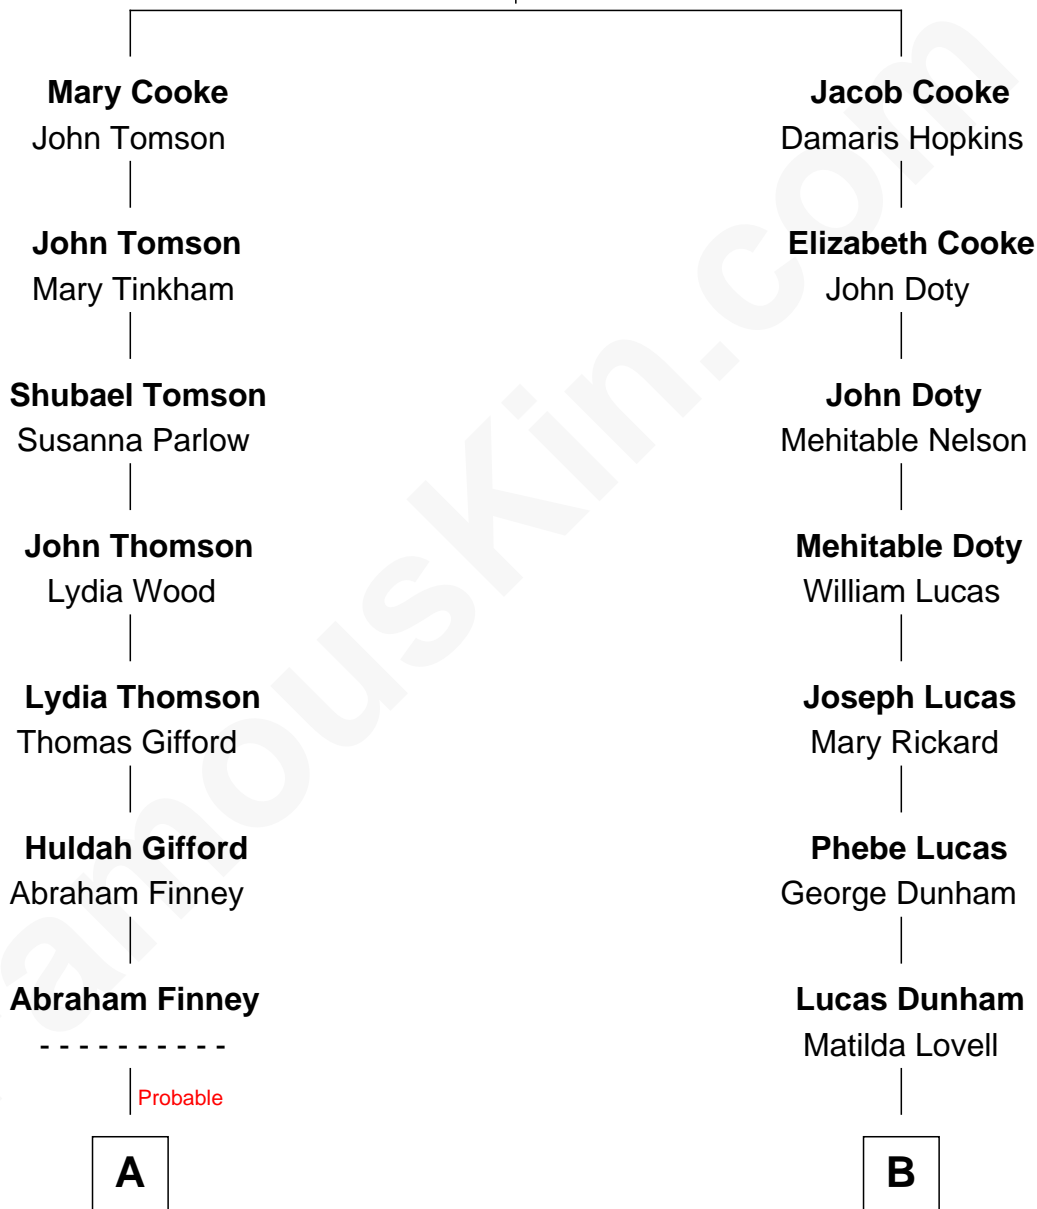 Mary Cooke
John Tomson
John Tomson
Mary Tinkham
Shubael Tomson
Susanna Parlow
John Thomson
Lydia Wood
Lydia Thomson
Thomas Gifford
Huldah Gifford
Abraham Finney
Abraham Finney
- - - - - - - - - -
Probable
A
Jacob Cooke
Damaris Hopkins
Elizabeth Cooke
John Doty
John Doty
Mehitable Nelson
Mehitable Doty
William Lucas
Joseph Lucas
Mary Rickard
Phebe Lucas
George Dunham
Lucas Dunham
Matilda Lovell
B
amousKin.com